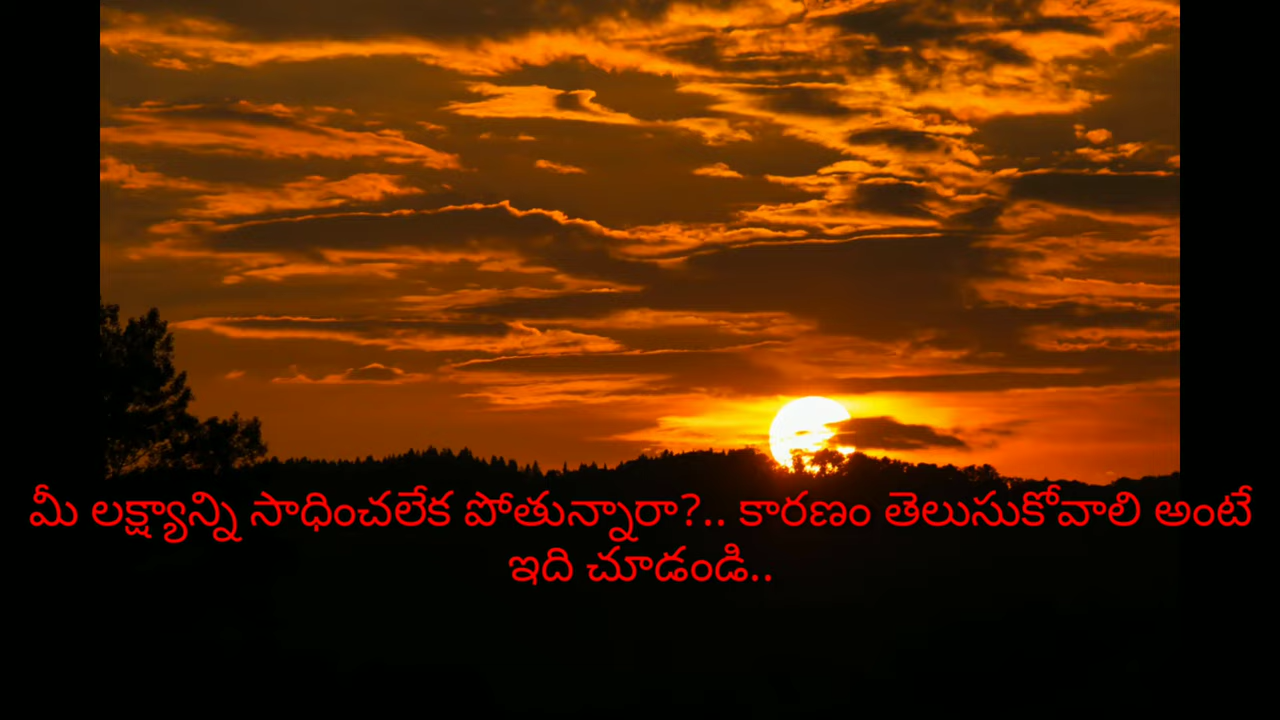 మీ లక్ష్యాన్ని సాధించలేక పోతున్నారా?.. కారణం తెలుసుకోవాలి అంటే
ఇది చూడండి..